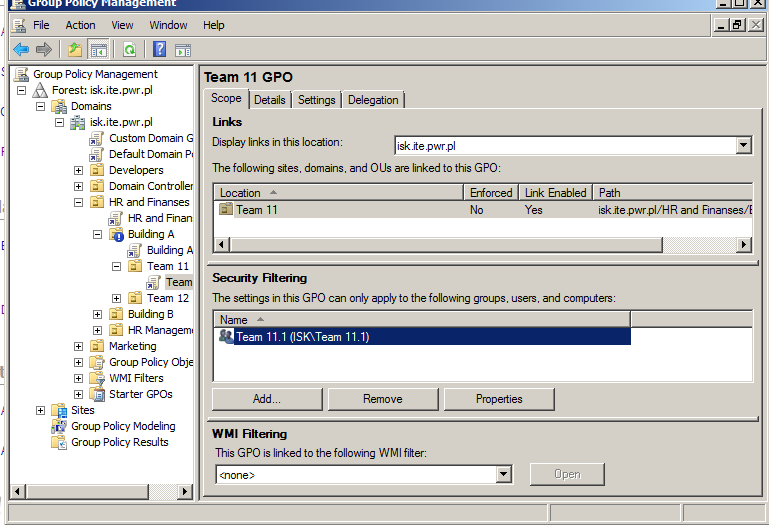 Group Policy Management
File Action View Window Help
Group Policy Management
Forest: isk.ite.pwr.pl
Domains
isk.ite.pwr.pl
Custom Domain G
Default Domain Po
Developers
Domain Controller
HR and Finanses
HR and Finan
Building A
Building A
Team 11
Team
Team 12
Building B
HR Managem
Marketing
Group Policy Obje
WMI Filters
Starter GPOs
Sites
Group Policy Modeling
Group Policy Results
Team 11 GPO
Scope Details Settings Delegation
Links
Display links in this location: isk.ite.pwr.pl
The following sites, domains, and OUs are linked to this GPO:
Location Enforced Link Enabled Path
Team 11 No Yes isk.ite.pwr.pl/HR and Finanses/B
Security Filtering
The settings in this GPO can only apply to the following groups, users, and computers:
Name
Team 11.1 (ISK\Team 11.1)
Add... Remove Properties
WMI Filtering
This GPO is linked to the following WMI filter:
<none> Open